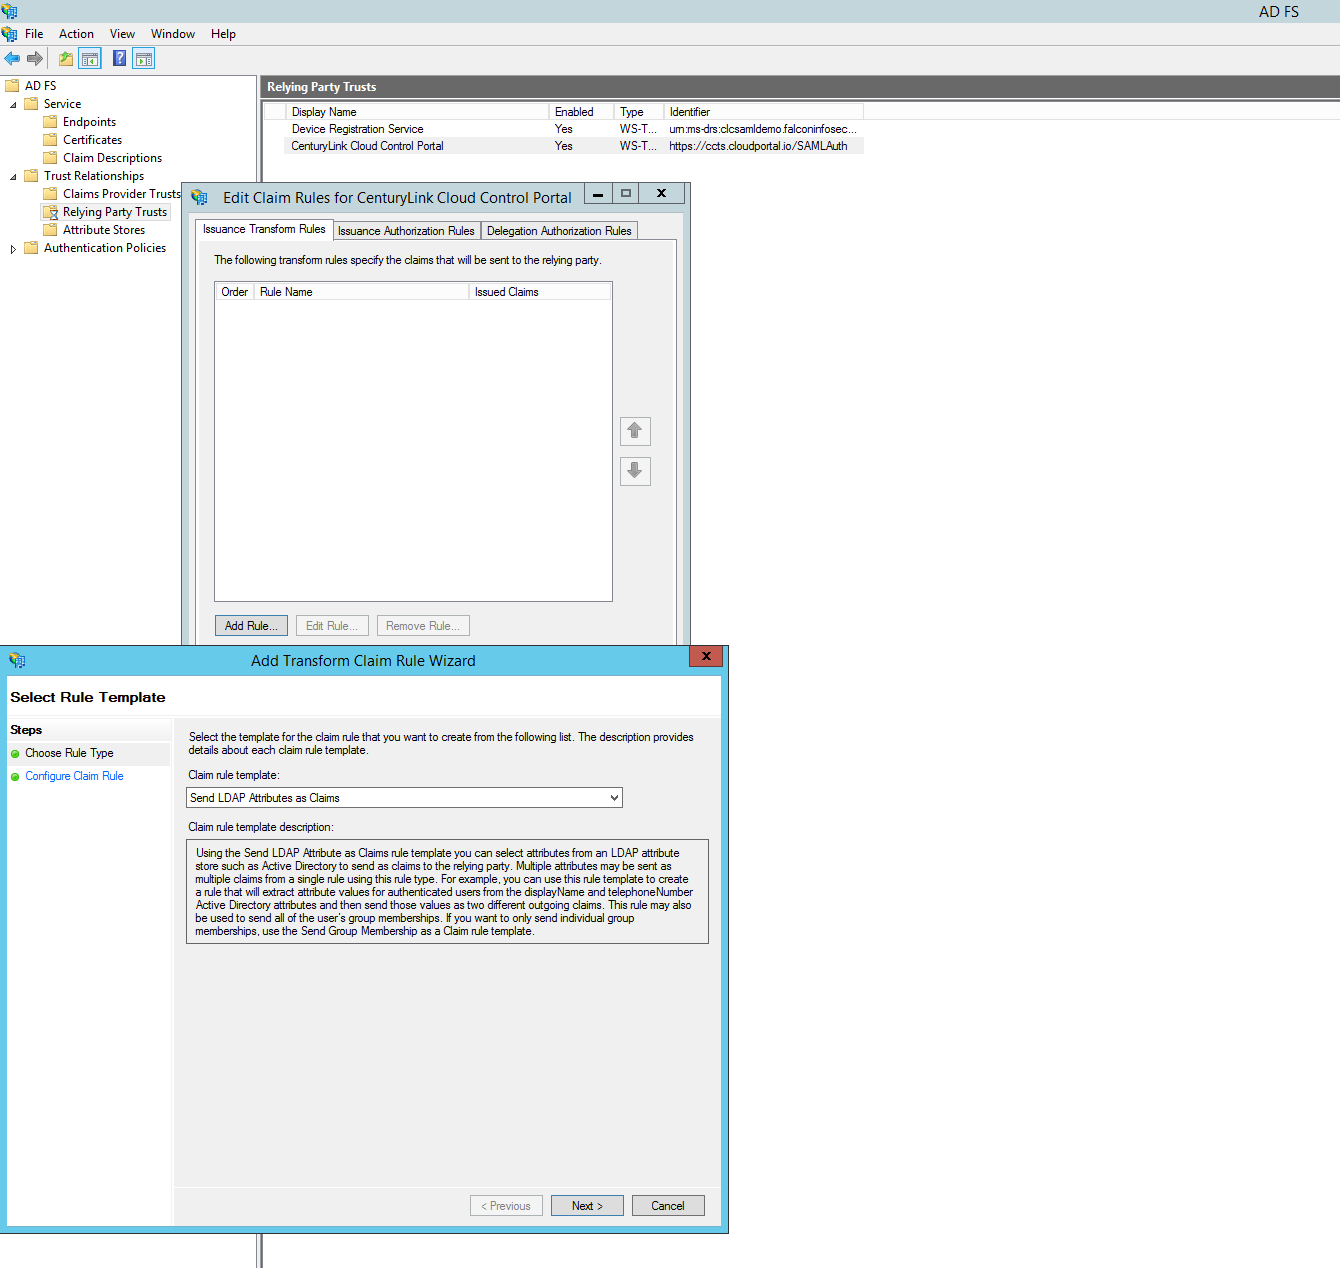 AD FS
File Action View Window Help
AD FS
Service
Endpoints
Certificates
Claim Descriptions
Trust Relationships
Claims Provider Trusts
Relying Party Trusts
Attribute Stores
Authentication Policies
Relying Party Trusts
Display Name Enabled Type Identifier
Device Registration Service Yes WS-T... urn:ms-drs:clcsamldemo.falconinfosec...
CenturyLink Cloud Control Portal Yes WS-T... https://ccts.cloudportal.io/SAMLAuth
Edit Claim Rules for CenturyLink Cloud Control Portal
Issuance Transform Rules Issuance Authorization Rules Delegation Authorization Rules
The following transform rules specify the claims that will be sent to the relying party.
Order Rule Name Issued Claims
Add Rule... Edit Rule... Remove Rule...
Add Transform Claim Rule Wizard
Select Rule Template
Steps
Choose Rule Type
Configure Claim Rule
Select the template for the claim rule that you want to create from the following list. The description provides
details about each claim rule template.
Claim rule template:
Send LDAP Attributes as Claims
Claim rule template description:
Using the Send LDAP Attribute as Claims rule template you can select attributes from an LDAP attribute
store such as Active Directory to send as claims to the relying party. Multiple attributes may be sent as
multiple claims from a single rule using this rule type. For example, you can use this rule template to create
a rule that will extract attribute values for authenticated users from the displayName and telephoneNumber
Active Directory attributes and then send those values as two different outgoing claims. This rule may also
be used to send all of the user's group memberships. If you want to only send individual group
memberships, use the Send Group Membership as a Claim rule template.
< Previous Next > Cancel